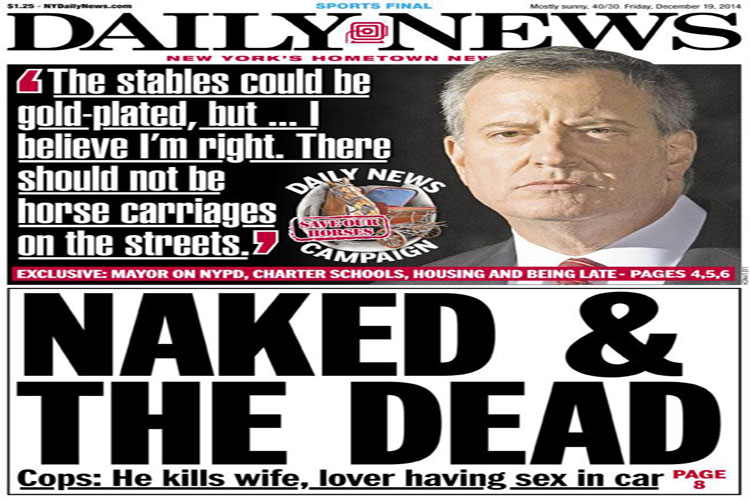 $1.25 - NYDailyNews.com
SPORTS FINAL
Mostly sunny, 40/30. Friday, December 19, 2014
DAILY NEWS
NEW YORK'S HOMETOWN NEW
“The stables could be
gold-plated, but ... I
believe I’m right. There
should not be
horse carriages
on the streets.”
DAILY NEWS
SAVE OUR
HORSES
CAMPAIGN
EXCLUSIVE: MAYOR ON NYPD, CHARTER SCHOOLS, HOUSING AND BEING LATE - PAGES 4,5,6
NAKED &
THE DEAD
Cops: He kills wife, lover having sex in car PAGE
8